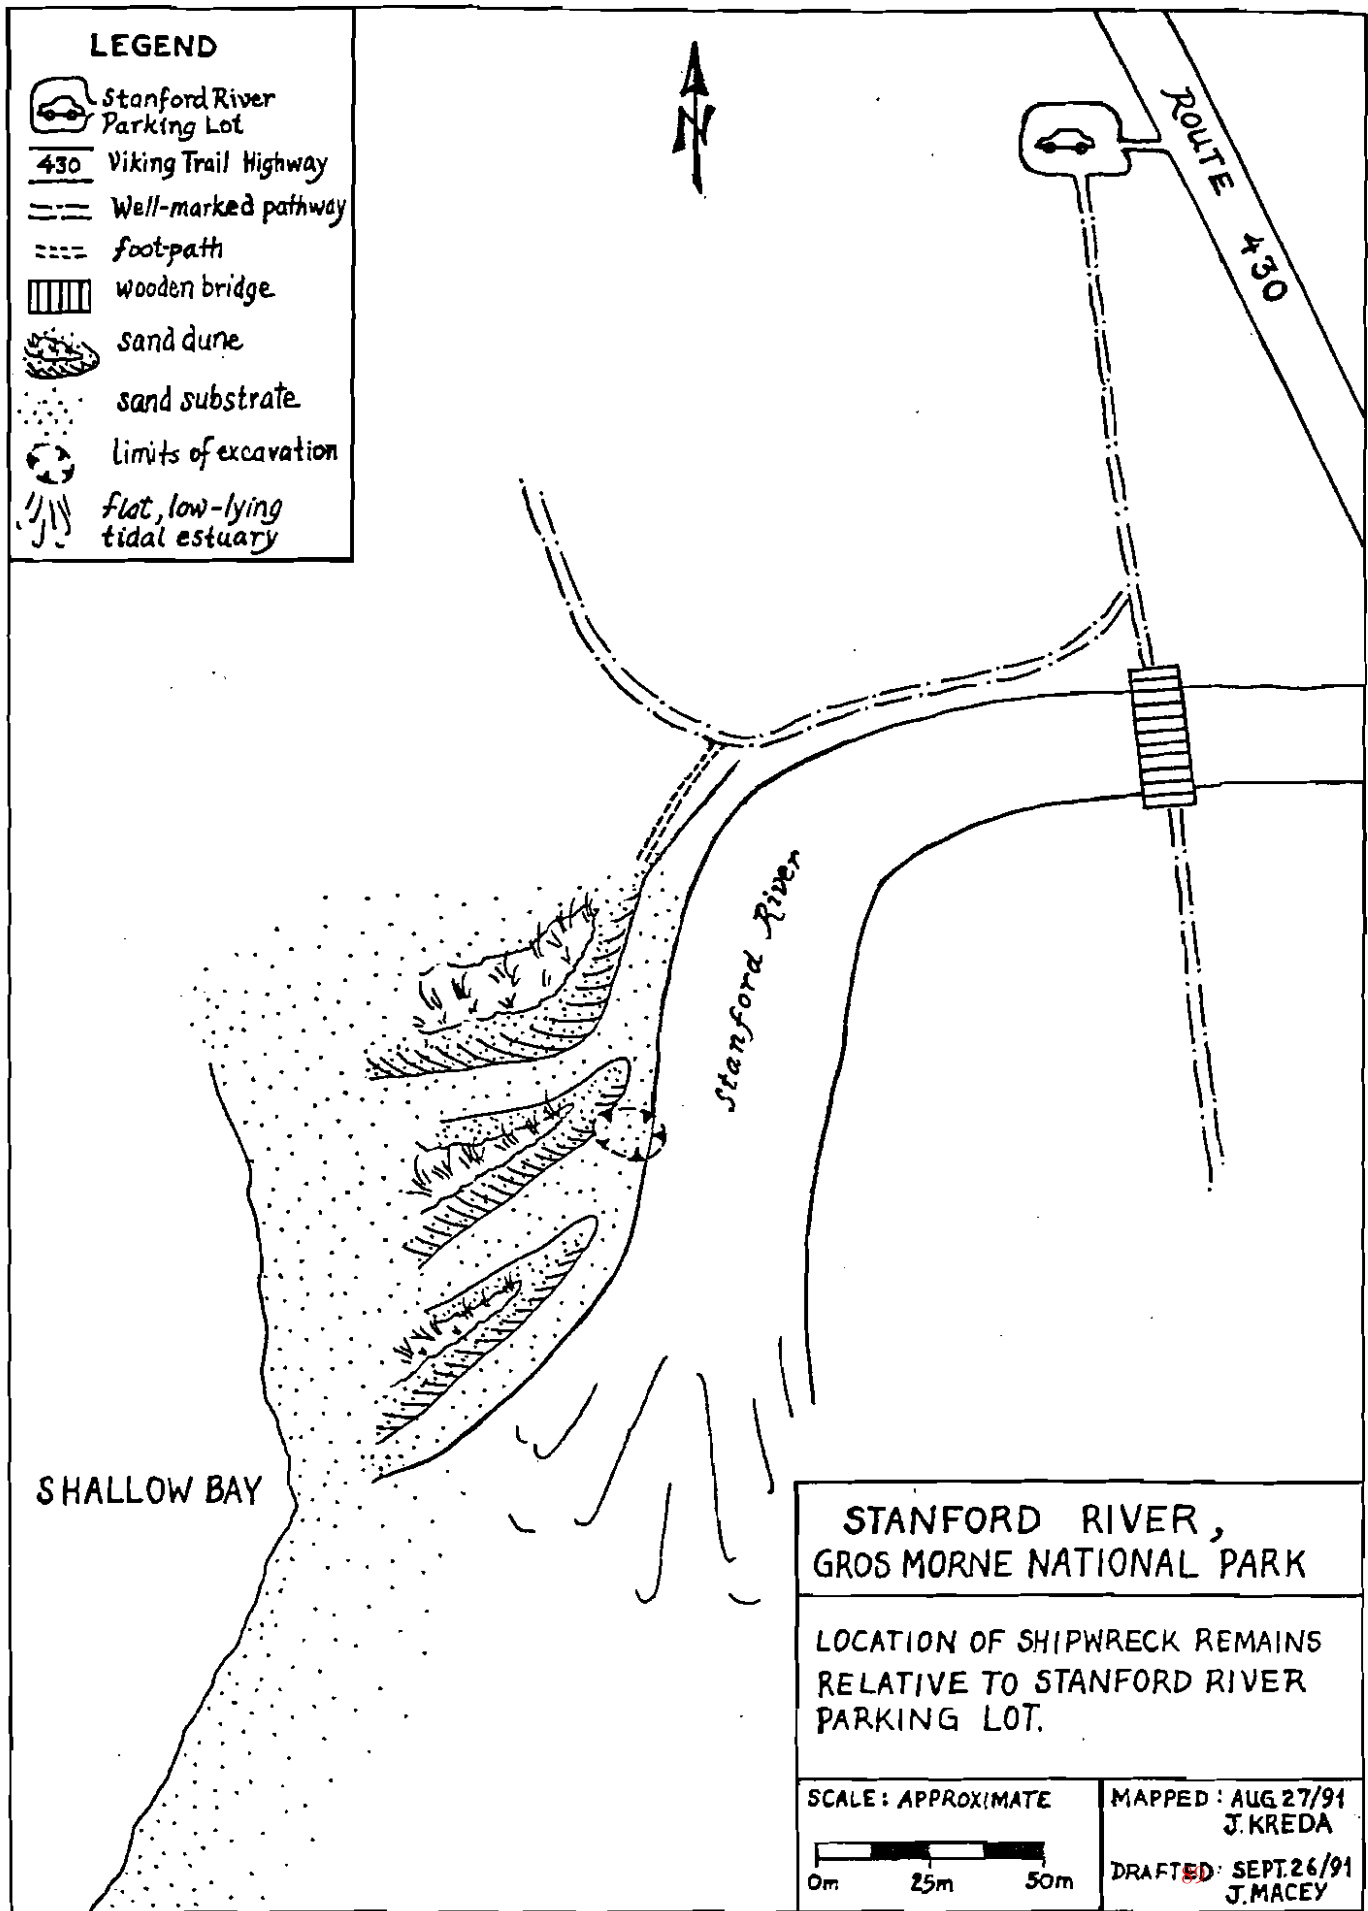 LEGEND
Stanford River
Parking Lot
430 Viking Trail Highway
Well-marked pathway
foot-path
wooden bridge
sand dune
sand substrate
limits of excavation
flat, low-lying
tidal estuary
N
ROUTE 430
Stanford River
SHALLOW BAY
STANFORD RIVER,
GROS MORNE NATIONAL PARK
LOCATION OF SHIPWRECK REMAINS
RELATIVE TO STANFORD RIVER
PARKING LOT.
SCALE: APPROXIMATE
0m 25m 50m
MAPPED: AUG 27/91
J. KREDA
DRAFTED: SEPT. 26/91
J. MACEY
89